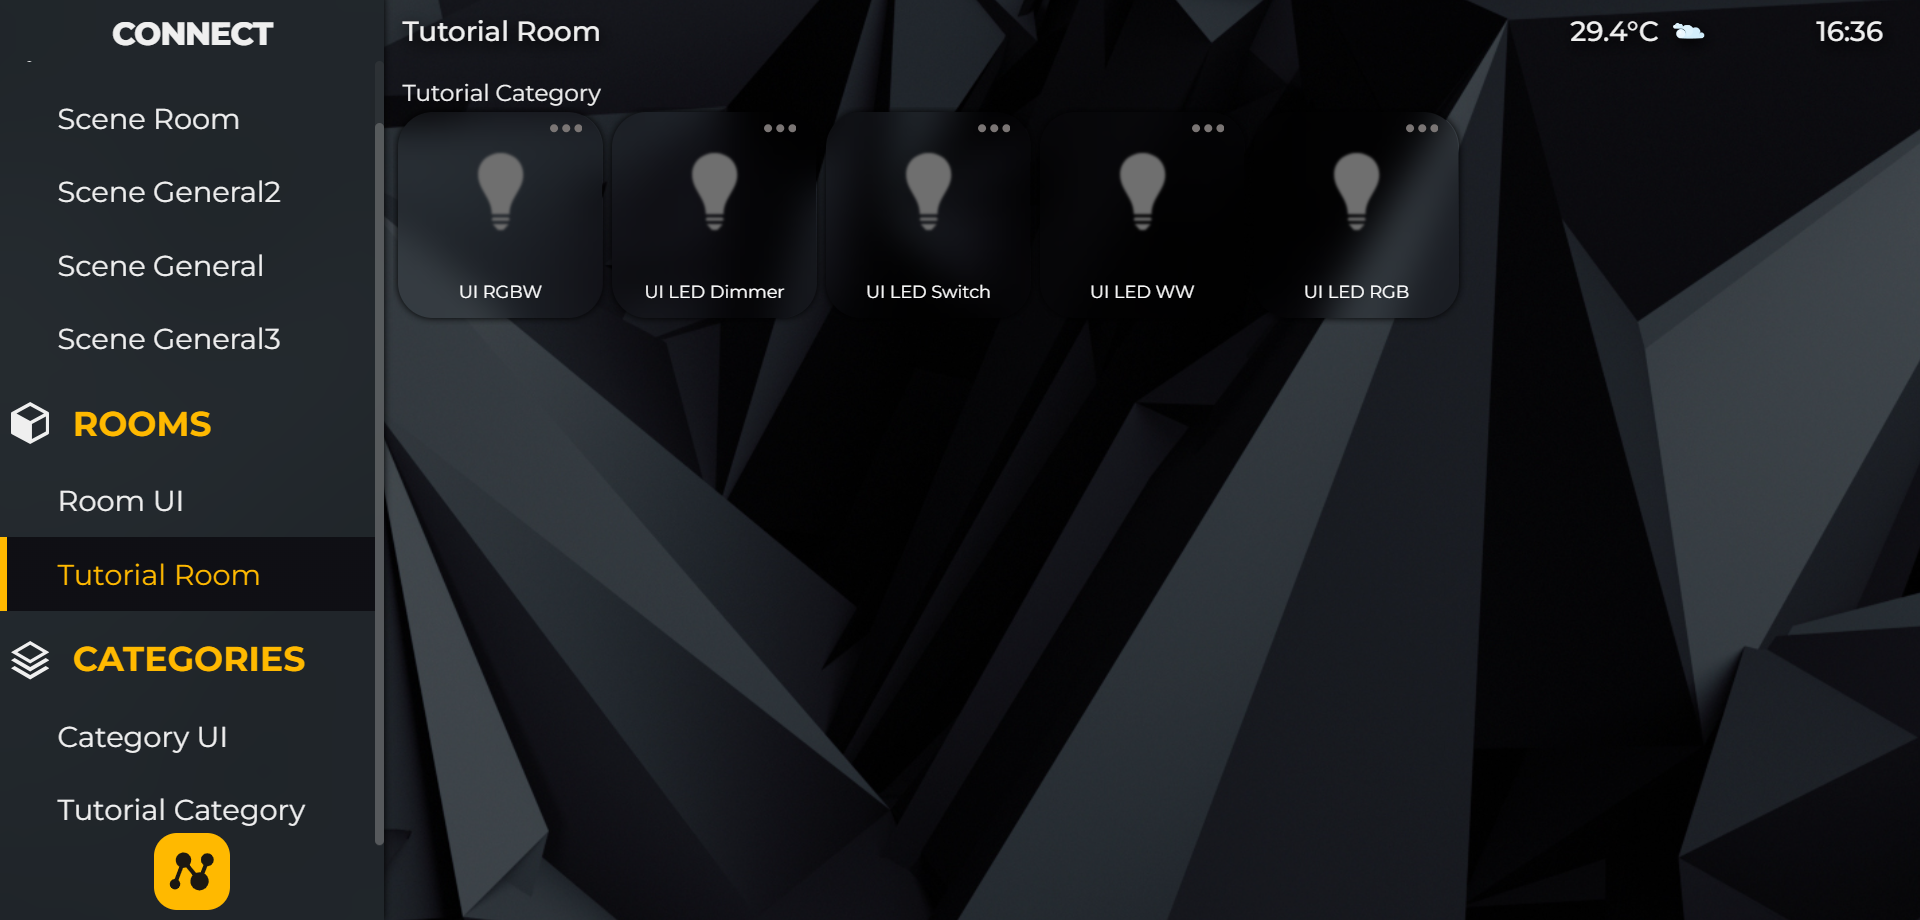 CONNECT
Scene Room
Scene General2
Scene General
Scene General3
ROOMS
Room UI
Tutorial Room
CATEGORIES
Category UI
Tutorial Category
Tutorial Room
29.4°C
16:36
Tutorial Category
UI RGBW
UI LED Dimmer
UI LED Switch
UI LED WW
UI LED RGB